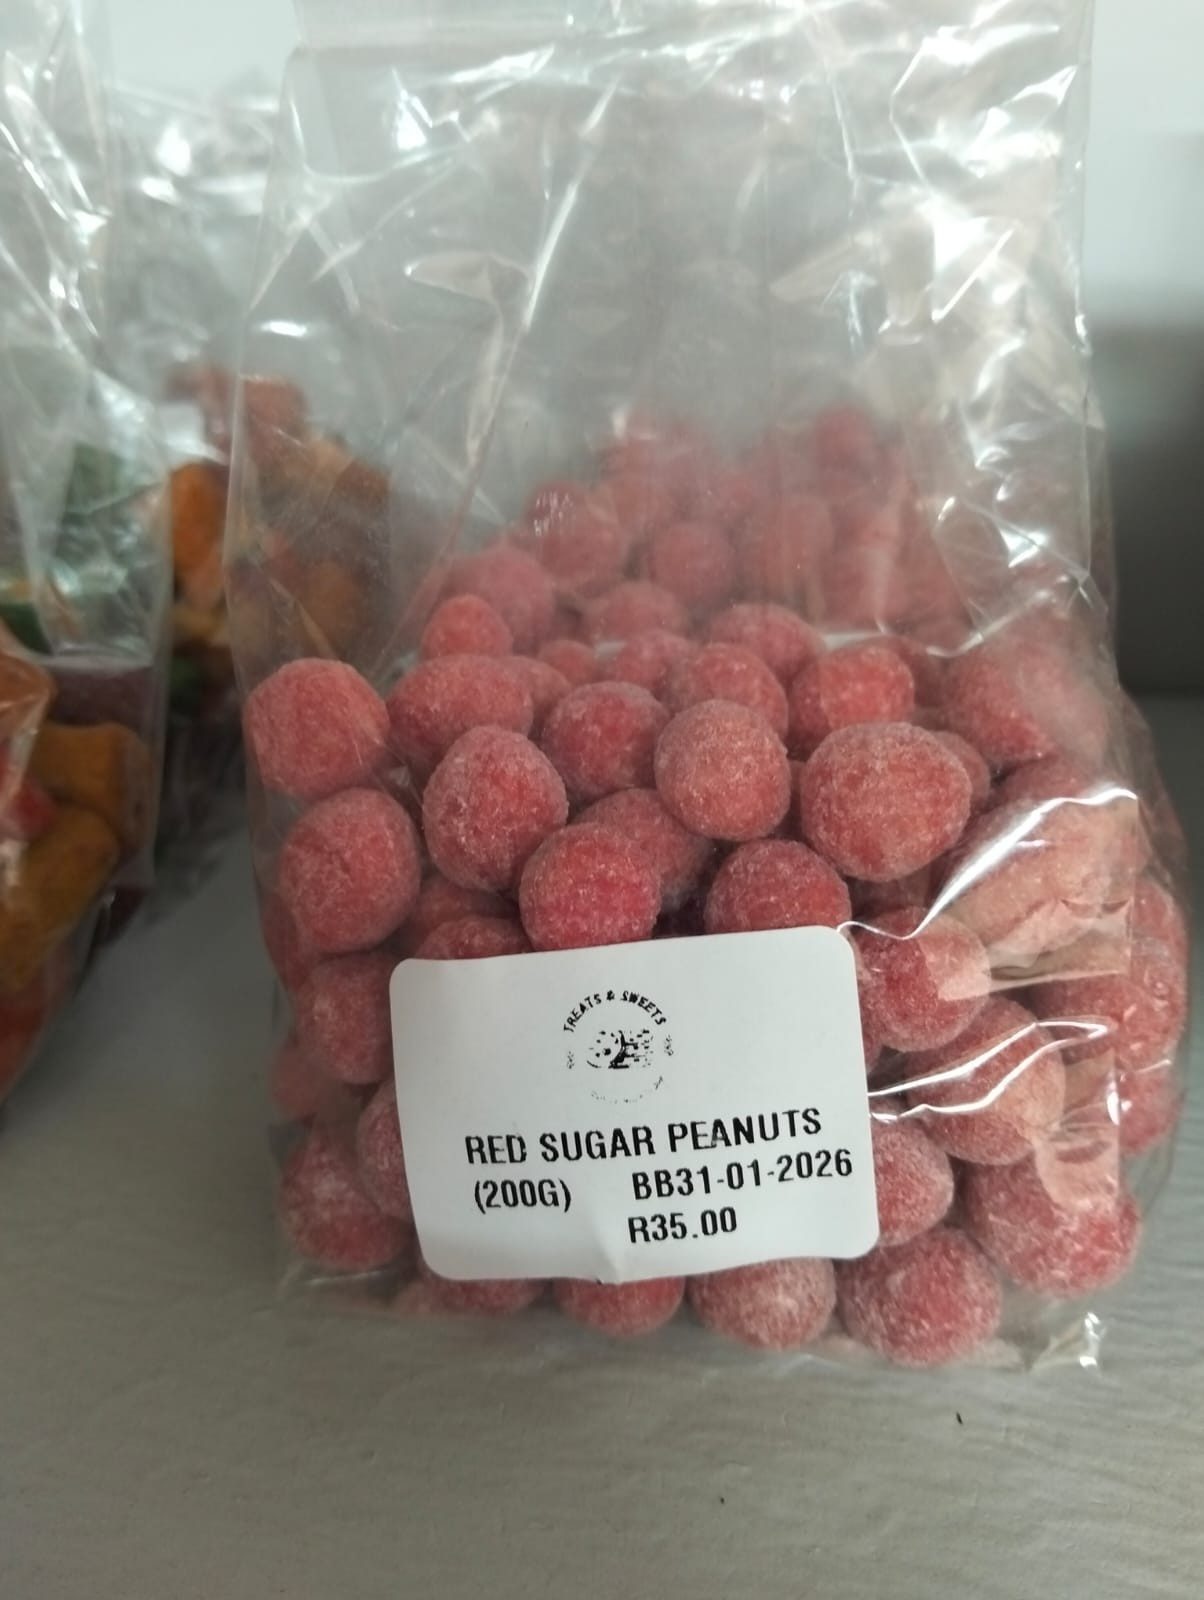 TREATS & SWEETS
RED SUGAR PEANUTS
(200G) BB31-01-2026
R35.00